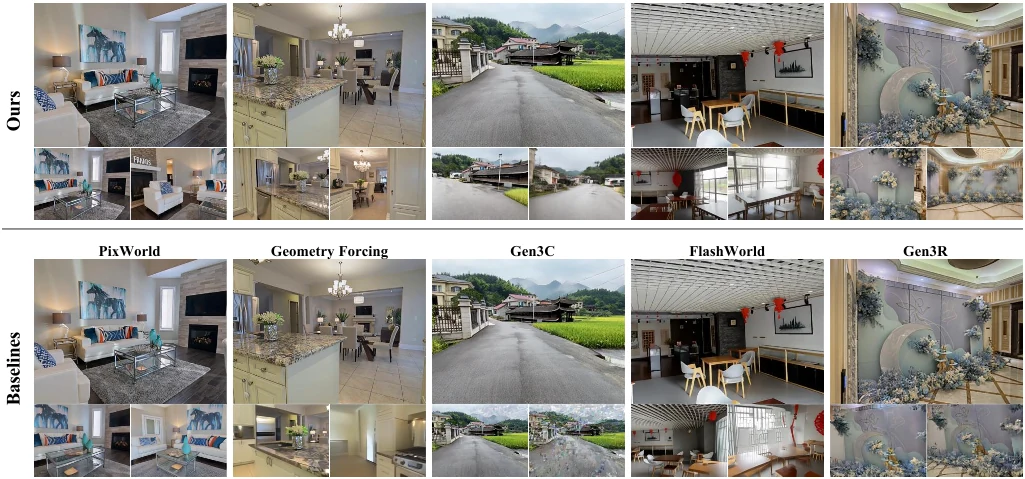 Ours
PixWorld
Geometry Forcing
Gen3C
FlashWorld
Gen3R
Baselines